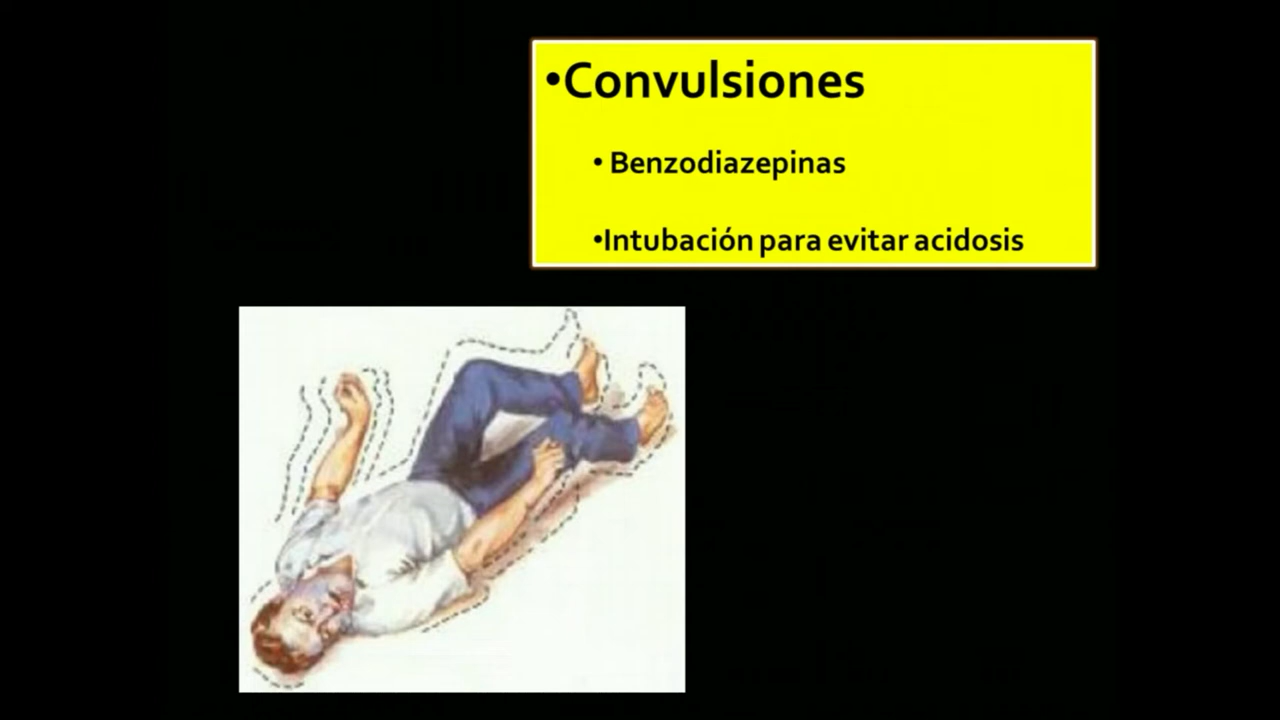 •Convulsiones
• Benzodiazepinas
•Intubación para evitar acidosis